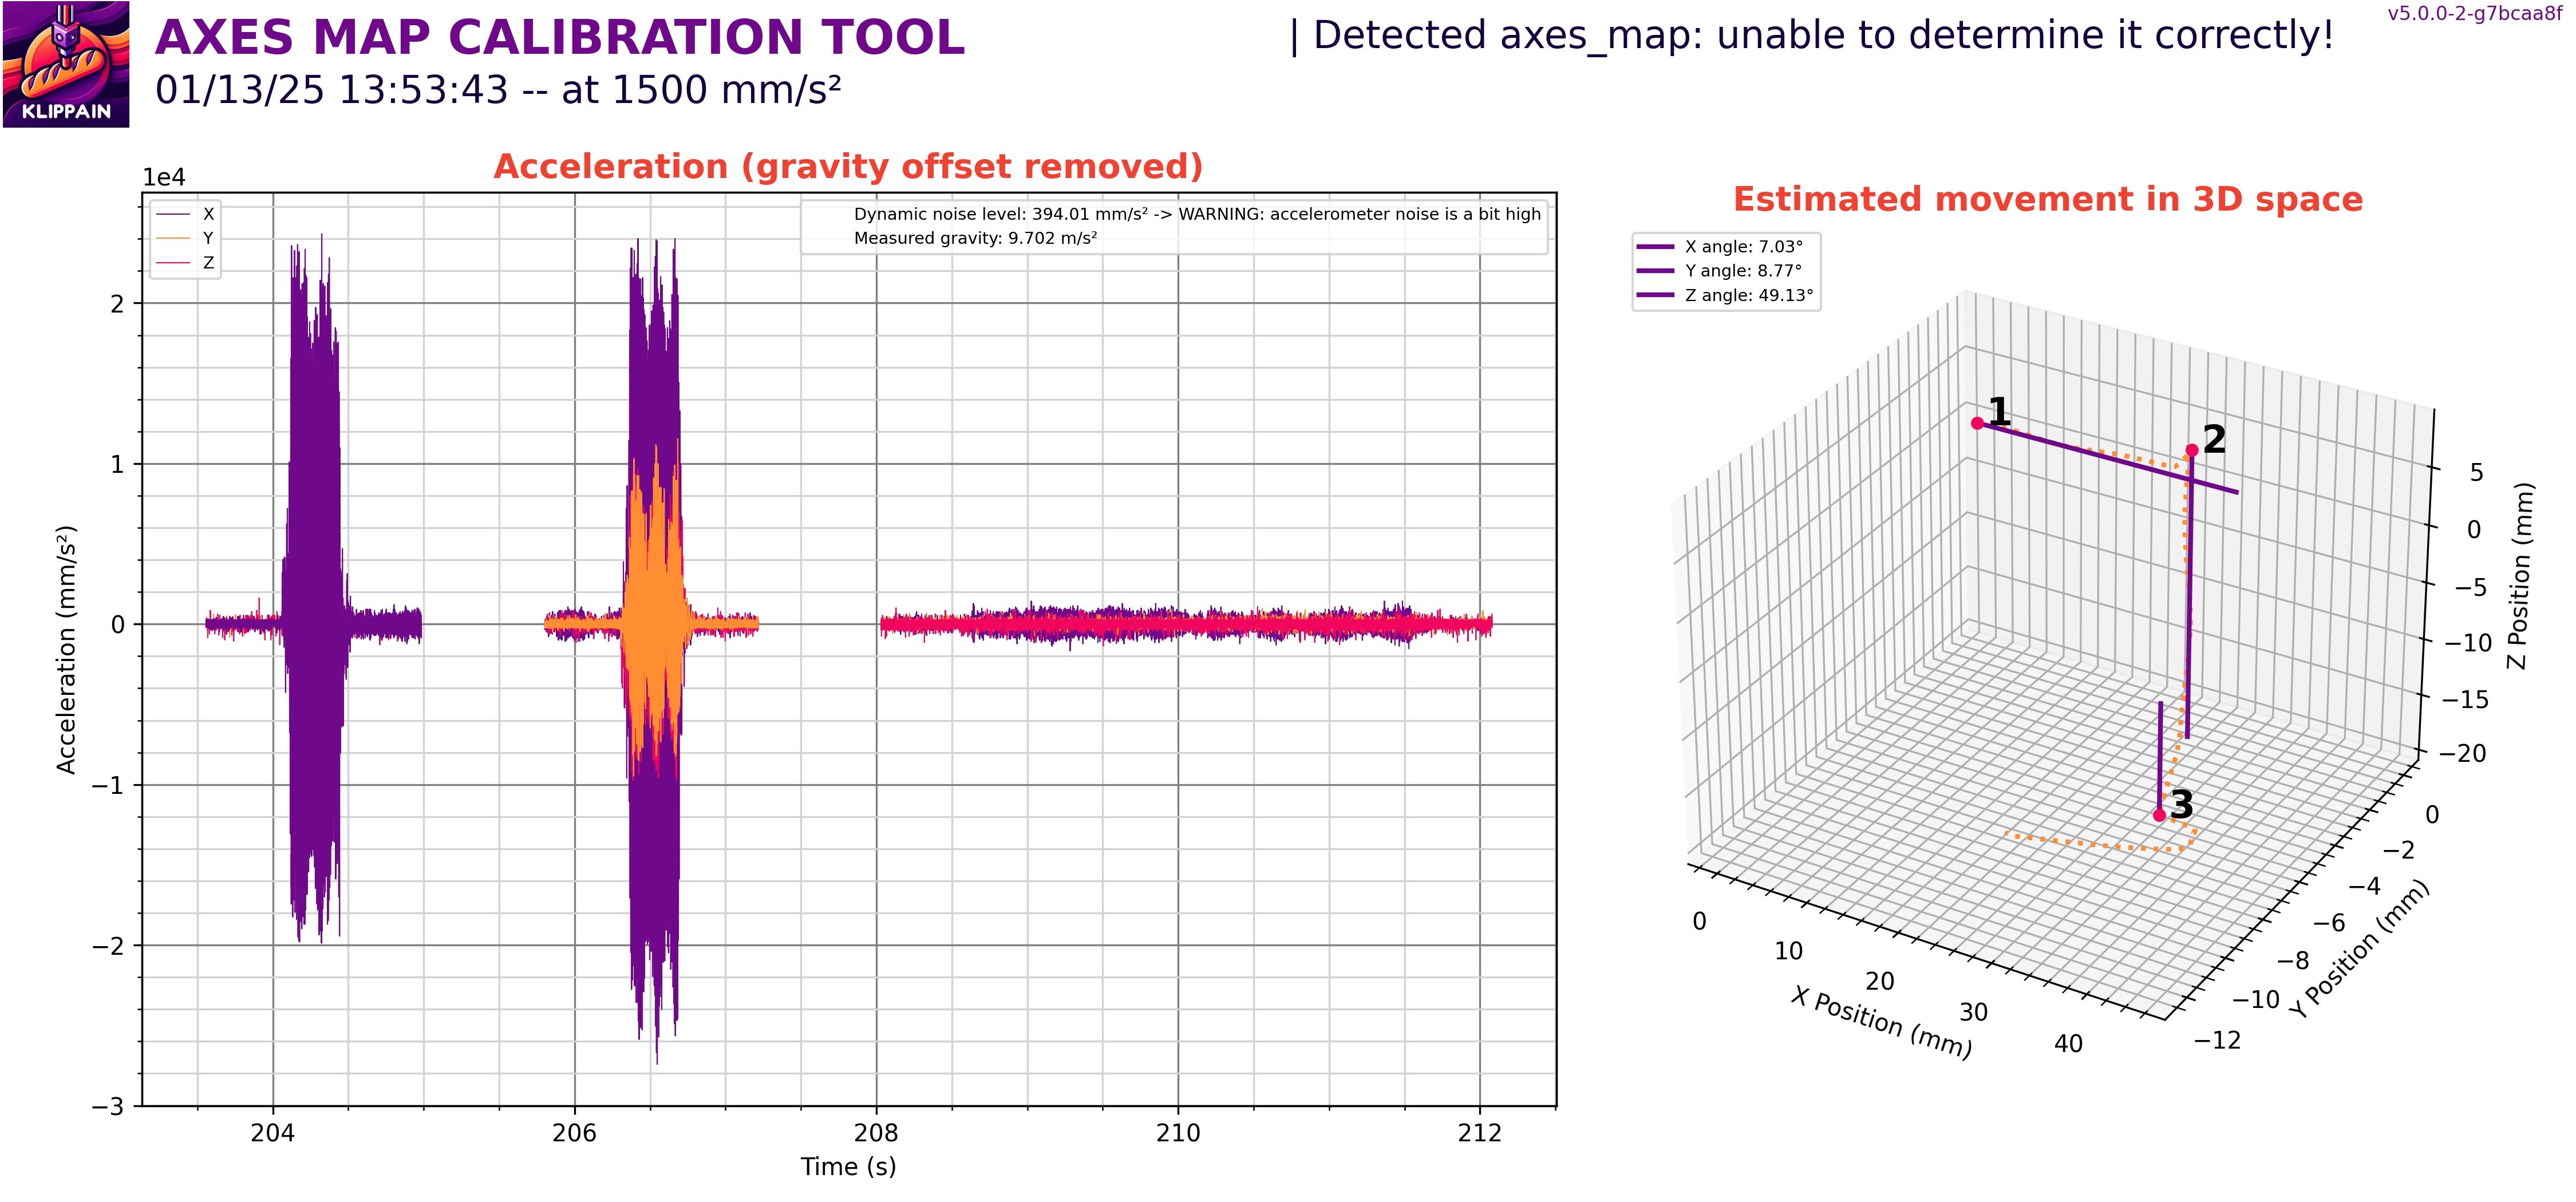 v5.0.0-2-g7bcaa8f
AXES MAP CALIBRATION TOOL
| Detected axes_map: unable to determine it correctly!
01/13/25 13:53:43 -- at 1500 mm/s²
KLIPPAIN
Acceleration (gravity offset removed)
1e4
X
Y
Z
Dynamic noise level: 394.01 mm/s² -> WARNING: accelerometer noise is a bit high
Measured gravity: 9.702 m/s²
2
1
0
−1
−2
−3
Acceleration (mm/s²)
204
206
208
210
212
Time (s)
Estimated movement in 3D space
X angle: 7.03°
Y angle: 8.77°
Z angle: 49.13°
1
2
3
5
0
−5
−10
−15
−20
Z Position (mm)
0
−2
−4
−6
−8
−10
−12
Y Position (mm)
0
10
20
30
40
X Position (mm)